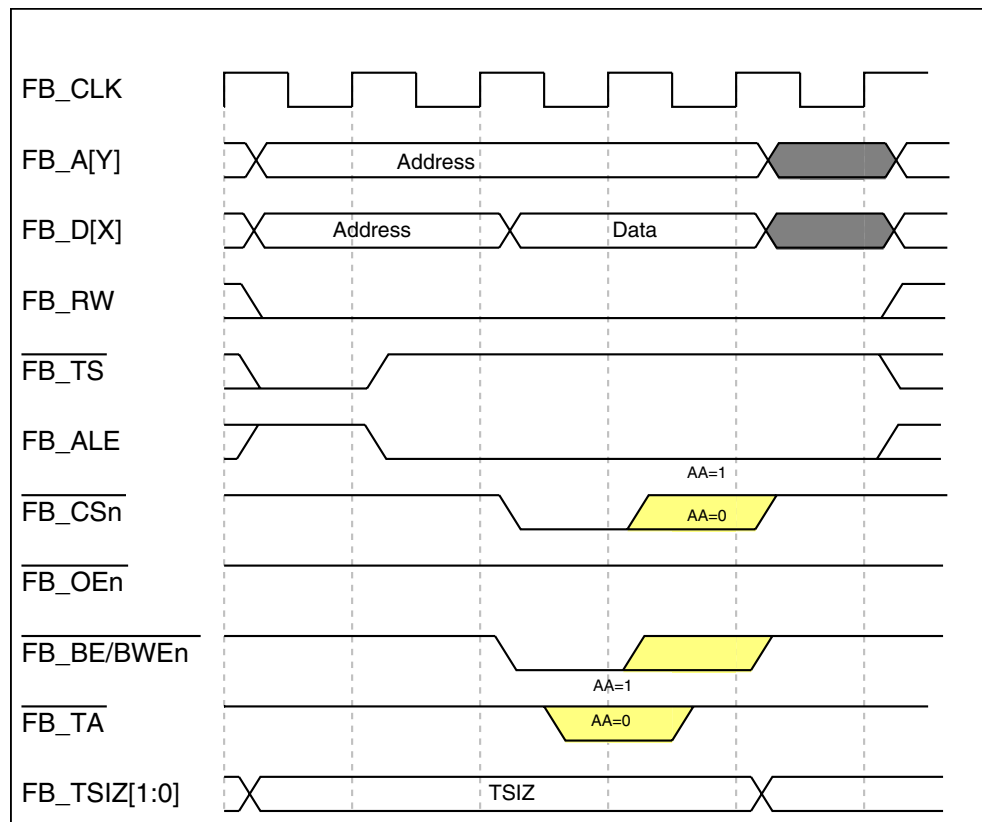 FB_CLK
FB_A[Y]
Address
FB_D[X]
Address
Data
FB_RW
FB_TS
FB_ALE
AA=1
FB_CSn
AA=0
FB_OEn
FB_BE/BWEn
AA=1
FB_TA
AA=0
FB_TSIZ[1:0]
TSIZ